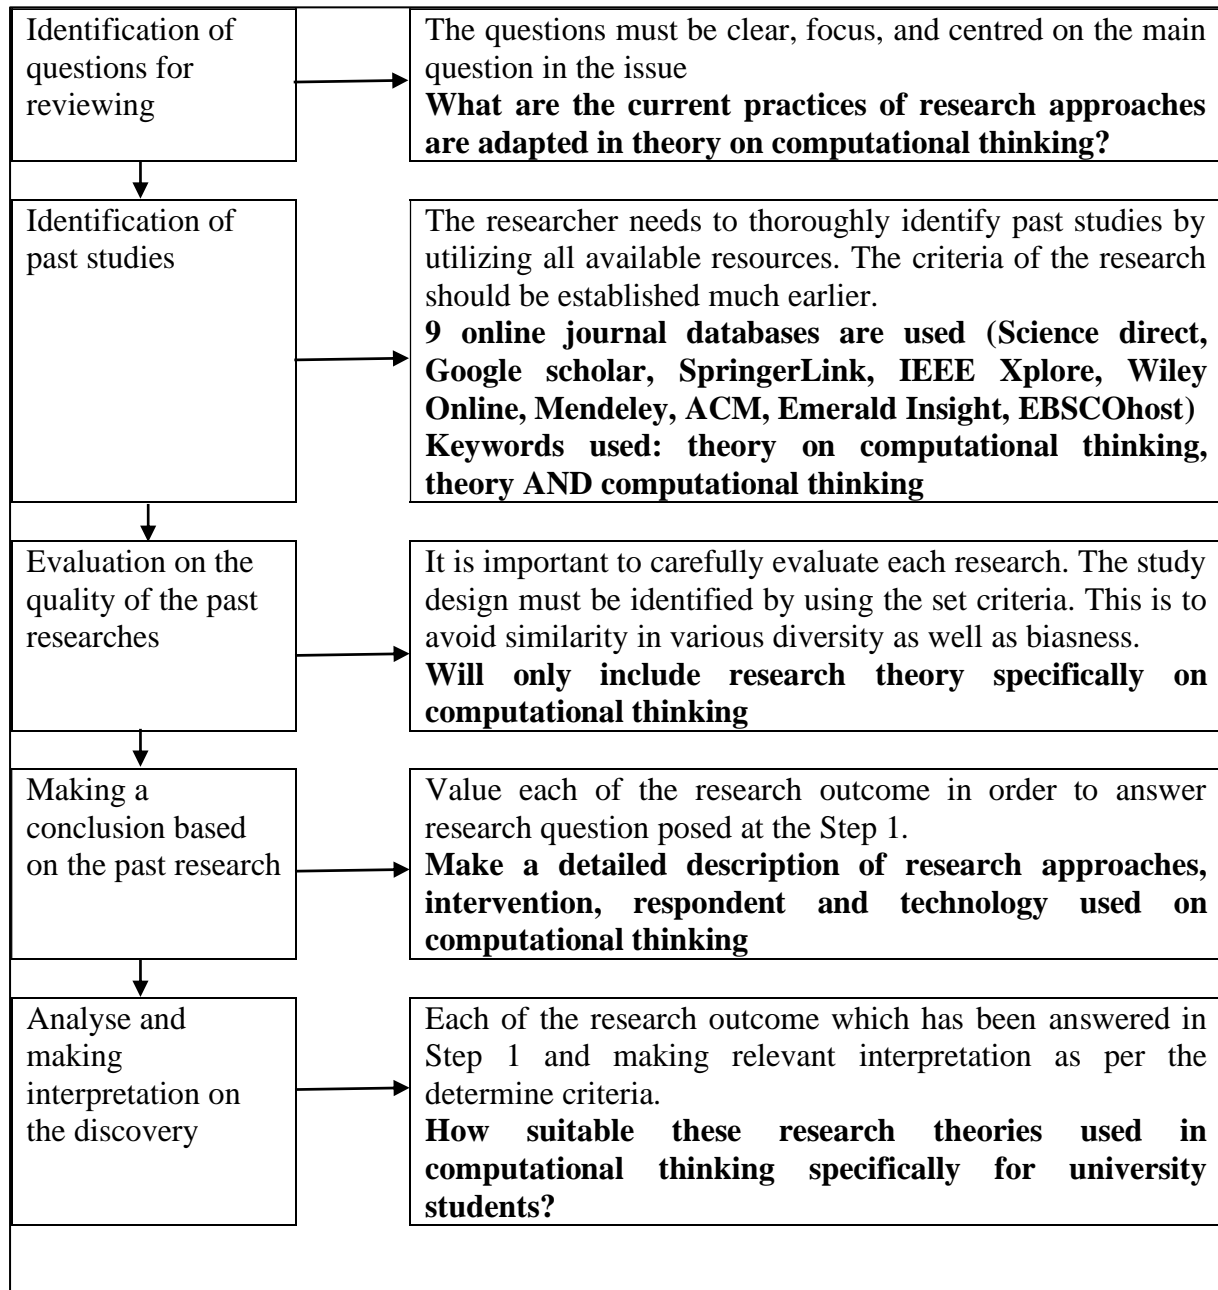 Identification of
questions for
reviewing
The questions must be clear, focus, and centred on the main
question in the issue
What are the current practices of research approaches
are adapted in theory on computational thinking?
Identification of
past studies
The researcher needs to thoroughly identify past studies by
utilizing all available resources. The criteria of the research
should be established much earlier.
9 online journal databases are used (Science direct,
Google scholar, SpringerLink, IEEE Xplore, Wiley
Online, Mendeley, ACM, Emerald Insight, EBSCOhost)
Keywords used: theory on computational thinking,
theory AND computational thinking
Evaluation on the
quality of the past
researches
It is important to carefully evaluate each research. The study
design must be identified by using the set criteria. This is to
avoid similarity in various diversity as well as biasness.
Will only include research theory specifically on
computational thinking
Making a
conclusion based
on the past research
Value each of the research outcome in order to answer
research question posed at the Step 1.
Make a detailed description of research approaches,
intervention, respondent and technology used on
computational thinking
Analyse and
making
interpretation on
the discovery
Each of the research outcome which has been answered in
Step 1 and making relevant interpretation as per the
determine criteria.
How suitable these research theories used in
computational thinking specifically for university
students?